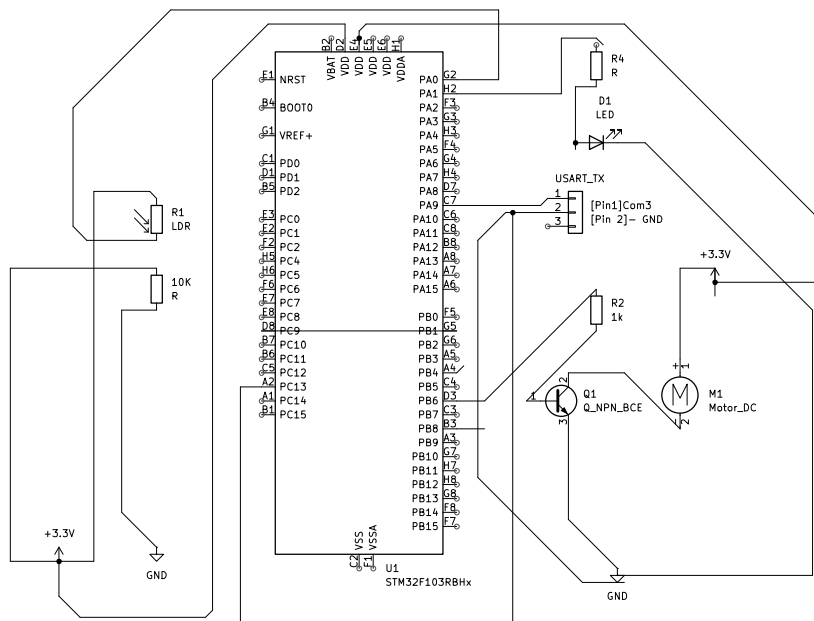 B2
D2
E4
E5
E6
H1
VBAT
VDD
VDD
VDD
VDD
VDDA
E1 NRST
B4 BOOT0
G1 VREF+
C1 PD0
D1 PD1
B5 PD2
E3 PC0
E2 PC1
F2 PC2
H5 PC4
H6 PC5
F6 PC6
E7 PC7
E8 PC8
D8 PC9
B7 PC10
B6 PC11
C5 PC12
A2 PC13
A1 PC14
B1 PC15
PA0 G2
PA1 H2
PA2 F3
PA3 G3
PA4 H3
PA5 F4
PA6 G4
PA7 H4
PA8 D7
PA9 C7
PA10 C6
PA11 C8
PA12 B8
PA13 A8
PA14 A7
PA15 A6
PB0 F5
PB1 G5
PB2 G6
PB3 A5
PB4 A4
PB5 C4
PB6 D3
PB7 C3
PB8 B3
PB9 A3
PB10 G7
PB11 H7
PB12 H8
PB13 G8
PB14 F8
PB15 F7
VSS
VSSA
C2
F1
U1
STM32F103RBHx
R1
LDR
10K
R
+3.3V
GND
R4
R
D1
LED
USART_TX
1
2
3
[Pin1]Com3
[Pin 2]- GND
+3.3V
R2
1k
1
2
3
Q1
Q_NPN_BCE
+
1
M
-
2
M1
Motor_DC
GND